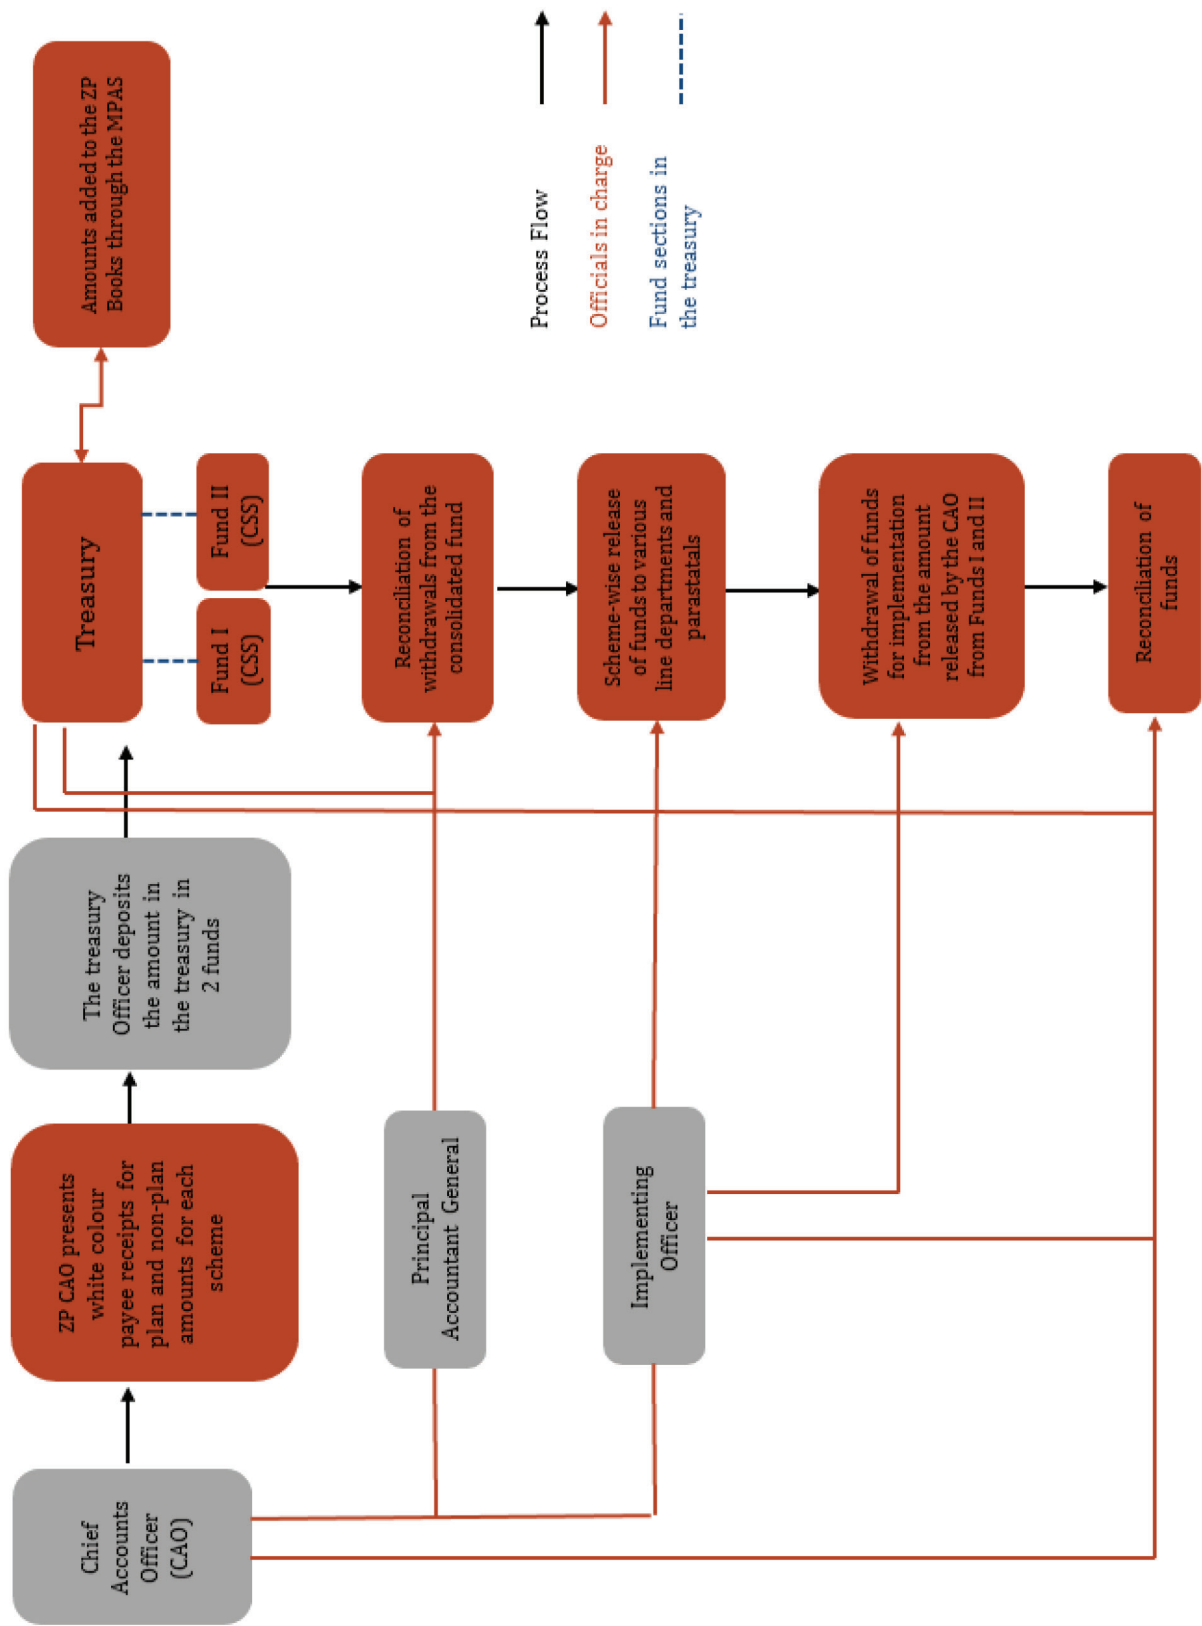 Chief
Accounts
Officer
(CAO)
ZP CAO presents
white colour
payee receipts for
plan and non-plan
amounts for each
scheme
The treasury
Officer deposits
the amount in
the treasury in
2 funds
Treasury
Amounts added to the ZP
Books through the MPAS
Fund I
(CSS)
Fund II
(CSS)
Principal
Accountant General
Reconciliation of
withdrawals from the
consolidated fund
Implementing
Officer
Scheme-wise release
of funds to various
line departments and
parastatals
Withdrawal of funds
for implementation
from the amount
released by the CAO
from Funds I and II
Reconciliation of
funds
Process Flow
Officials in charge
Fund sections in
the treasury